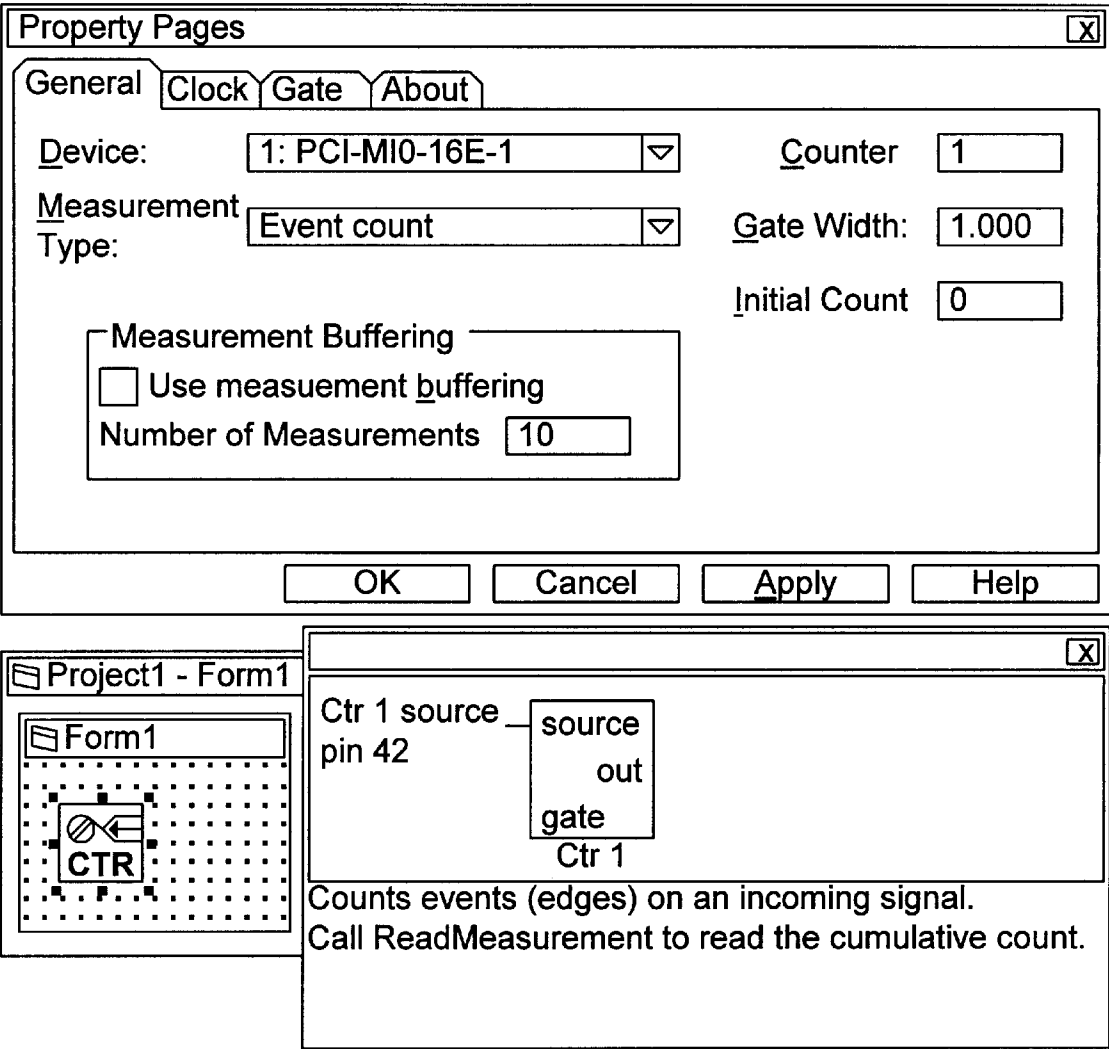 Property Pages
X
General Clock Gate About
Device: 1: PCI-MI0-16E-1 Counter 1
Measurement Type: Event count Gate Width: 1.000
Initial Count 0
Measurement Buffering
Use measuement buffering
Number of Measurements 10
OK Cancel Apply Help
Project1 - Form1
Form1
CTR
X
Ctr 1 source
pin 42
source
out
gate
Ctr 1
Counts events (edges) on an incoming signal.
Call ReadMeasurement to read the cumulative count.